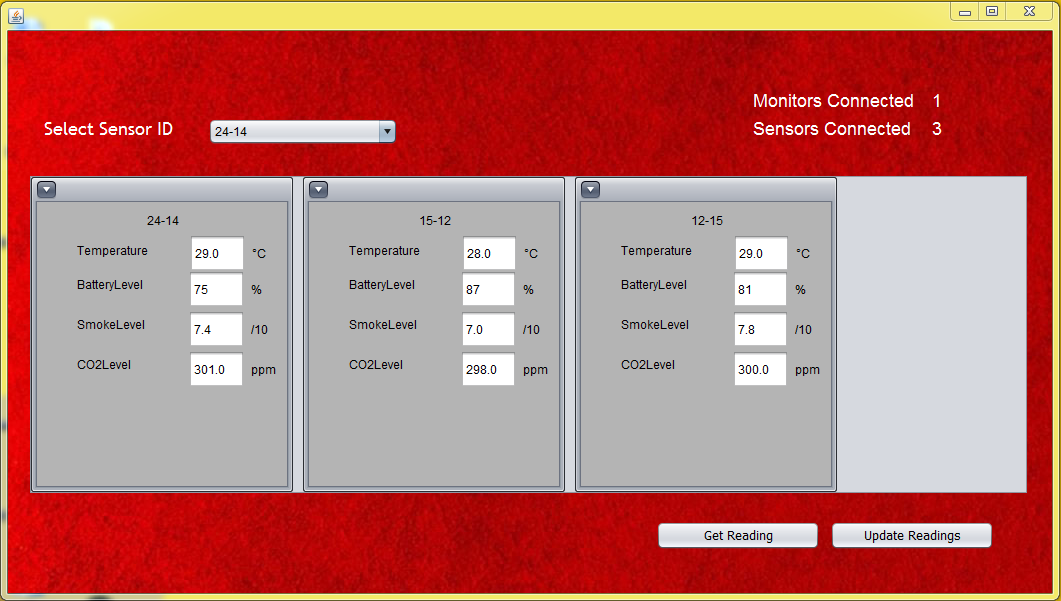 Monitors Connected 1
Select Sensor ID 24-14
Sensors Connected 3
24-14
Temperature 29.0 °C
BatteryLevel 75 %
SmokeLevel 7.4 /10
CO2Level 301.0 ppm
15-12
Temperature 28.0 °C
BatteryLevel 87 %
SmokeLevel 7.0 /10
CO2Level 298.0 ppm
12-15
Temperature 29.0 °C
BatteryLevel 81 %
SmokeLevel 7.8 /10
CO2Level 300.0 ppm
Get Reading Update Readings